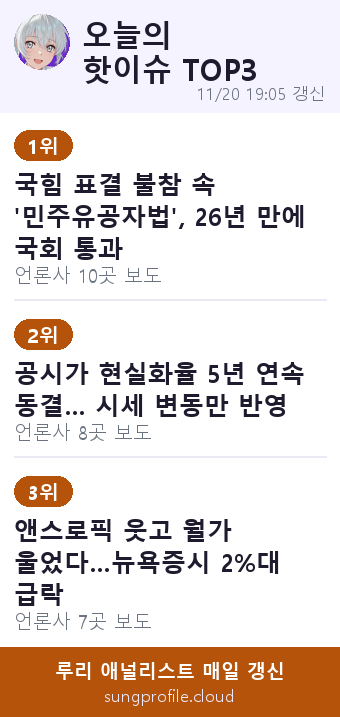 오늘의
핫이슈 TOP3
11/20 19:05 갱신
1위
국힘 표결 불참 속
'민주유공자법', 26년 만에
국회 통과
언론사 10곳 보도
2위
공시가 현실화율 5년 연속
동결... 시세 변동만 반영
언론사 8곳 보도
3위
앤스로픽 웃고 월가
울었다...뉴욕증시 2%대
급락
언론사 7곳 보도
루리 애널리스트 매일 갱신
sungprofile.cloud